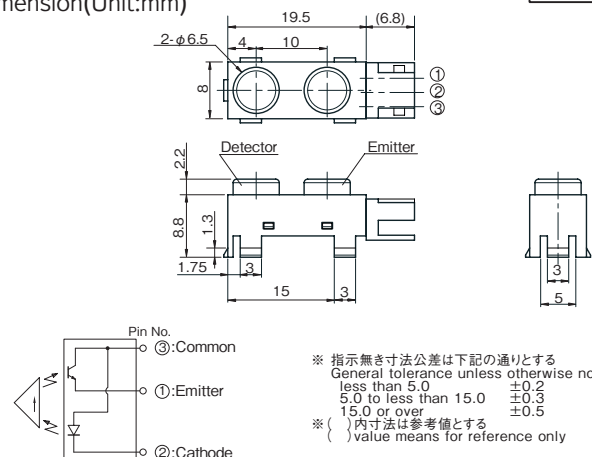 mension(Unit:mm)
19.5
(6.8)
2-φ6.5
4
10
8
①
②
③
Detector
Emitter
2.2
8.8
1.3
1.75
3
15
3
3
5
Pin No.
③:Common
①:Emitter
②:Cathode
※ 指示無き寸法公差は下記の通りとする
General tolerance unless otherwise no
less than 5.0 ±0.2
5.0 to less than 15.0 ±0.3
15.0 or over ±0.5
※( )内寸法は参考値とする
( )value means for reference only